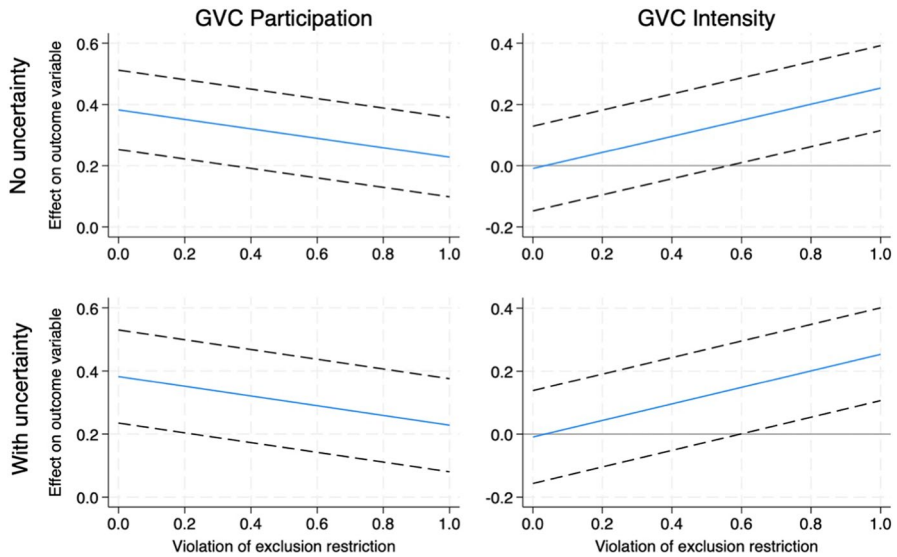 GVC Participation
GVC Intensity
No uncertainty
Effect on outcome variable
0.6
0.4
0.2
0.0
0.0 0.2 0.4 0.6 0.8 1.0
0.4
0.2
0.0
-0.2
0.0 0.2 0.4 0.6 0.8 1.0
With uncertainty
Effect on outcome variable
0.6
0.4
0.2
0.0
0.0 0.2 0.4 0.6 0.8 1.0
Violation of exclusion restriction
0.4
0.2
0.0
-0.2
0.0 0.2 0.4 0.6 0.8 1.0
Violation of exclusion restriction